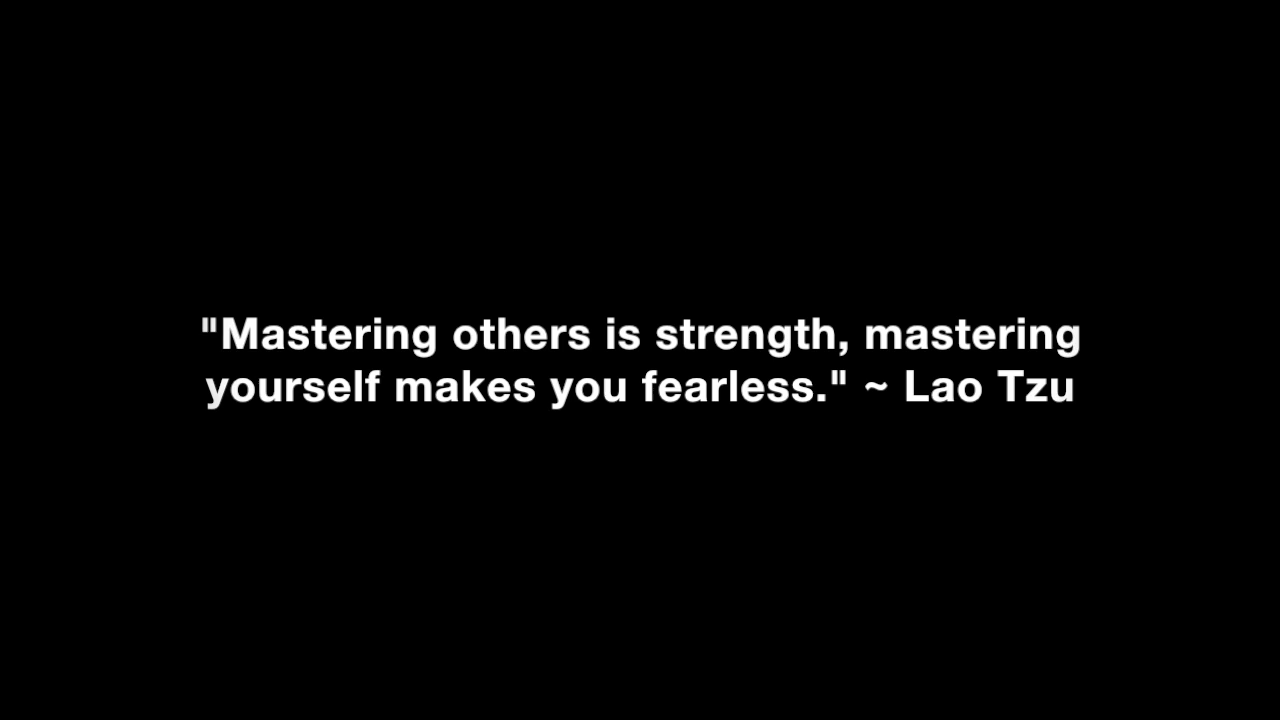 "Mastering others is strength, mastering
yourself makes you fearless." ~ Lao Tzu